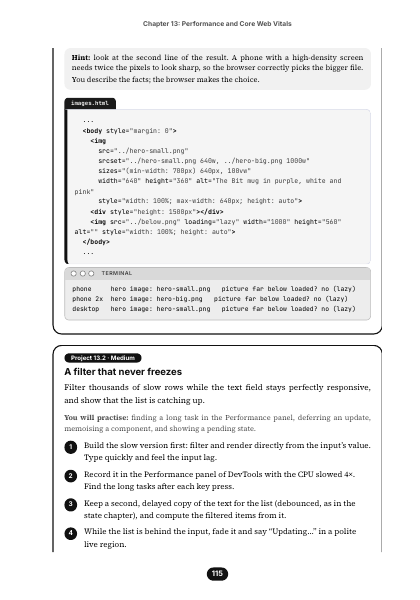 Chapter 13: Performance and Core Web Vitals
Hint: look at the second line of the result. A phone with a high-density screen
needs twice the pixels to look sharp, so the browser correctly picks the bigger file.
You describe the facts; the browser makes the choice.
images.html
...
<body style="margin: 0">
<img
src="../hero-small.png"
srcset="../hero-small.png 640w, ../hero-big.png 1000w"
sizes="(min-width: 700px) 640px, 100vw"
width="640" height="360" alt="The Bit mug in purple, white and
pink"
style="width: 100%; max-width: 640px; height: auto">
<div style="height: 1500px"></div>
<img src="../below.png" loading="lazy" width="1000" height="560"
alt="" style="width: 100%; height: auto">
</body>
...
TERMINAL
phone hero image: hero-small.png picture far below loaded? no (lazy)
phone 2x hero image: hero-big.png picture far below loaded? no (lazy)
desktop hero image: hero-small.png picture far below loaded? no (lazy)
Project 13.2 · Medium
A filter that never freezes
Filter thousands of slow rows while the text field stays perfectly responsive,
and show that the list is catching up.
You will practise: finding a long task in the Performance panel, deferring an update,
memoising a component, and showing a pending state.
1 Build the slow version first: filter and render directly from the input's value.
Type quickly and feel the input lag.
2 Record it in the Performance panel of DevTools with the CPU slowed 4×.
Find the long tasks after each key press.
3 Keep a second, delayed copy of the text for the list (debounced, as in the
state chapter), and compute the filtered items from it.
4 While the list is behind the input, fade it and say "Updating…" in a polite
live region.
115